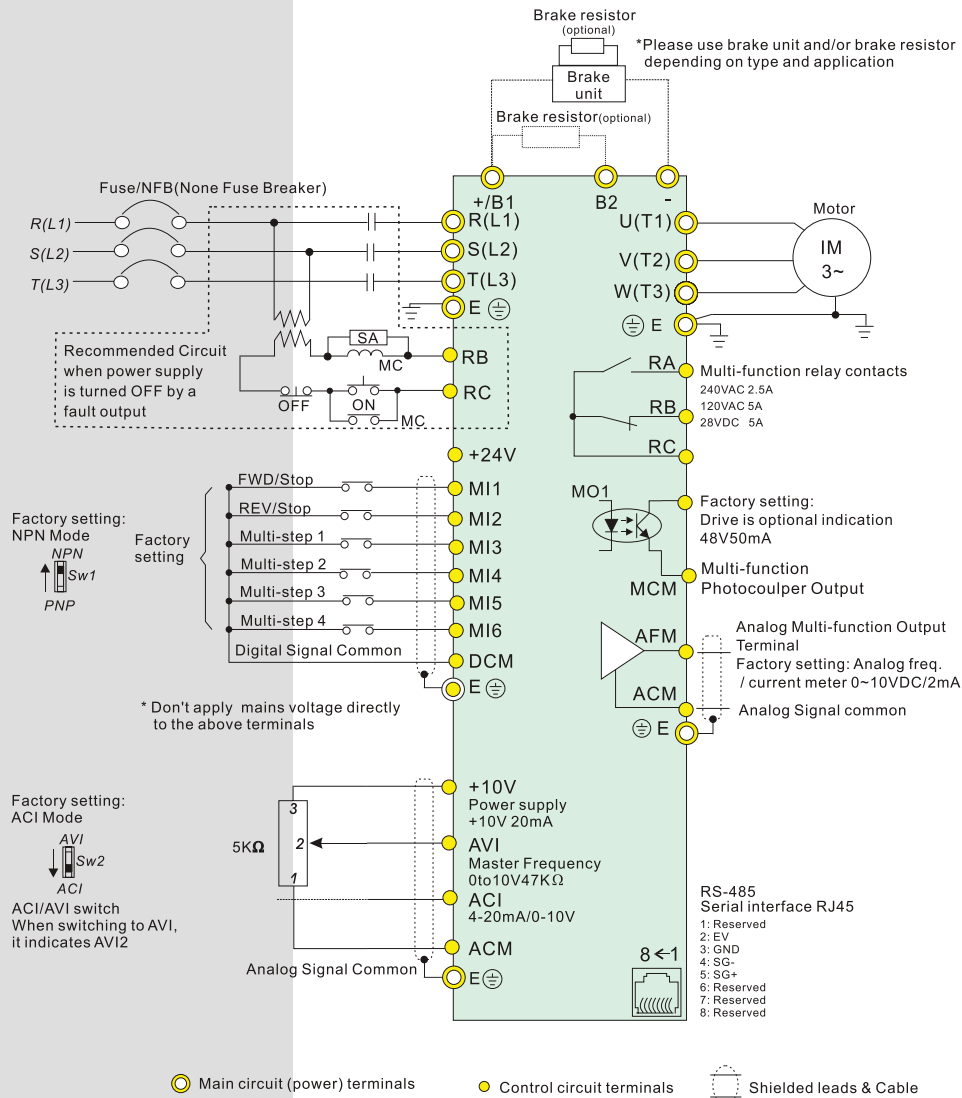 Brake resistor
(optional)
*Please use brake unit and/or brake resistor
depending on type and application
Brake
unit
Brake resistor(optional)
Fuse/NFB(None Fuse Breaker)
+/B1
B2
-
R(L1)
R(L1)
U(T1)
Motor
S(L2)
S(L2)
V(T2)
IM
3~
T(L3)
T(L3)
W(T3)
E
E
Recommended Circuit
when power supply
is turned OFF by a
fault output
SA
MC
RB
OFF
ON
MC
RC
RA
Multi-function relay contacts
240VAC 2.5A
RB
120VAC 5A
28VDC 5A
RC
+24V
FWD/Stop
MI1
REV/Stop
MI2
Multi-step 1
MI3
Multi-step 2
MI4
Multi-step 3
MI5
Multi-step 4
MI6
Digital Signal Common
DCM
E
Factory setting:
NPN Mode
NPN
Sw1
PNP
Factory
setting
* Don't apply mains voltage directly
to the above terminals
MO1
Factory setting:
Drive is optional indication
48V50mA
MCM
Multi-function
Photocoulper Output
AFM
Analog Multi-function Output
Terminal
Factory setting: Analog freq.
/ current meter 0~10VDC/2mA
ACM
Analog Signal common
E
Factory setting:
ACI Mode
AVI
Sw2
ACI
ACI/AVI switch
When switching to AVI,
it indicates AVI2
5KΩ
3
2
1
+10V
Power supply
+10V 20mA
AVI
Master Frequency
0to10V47KΩ
ACI
4-20mA/0-10V
ACM
Analog Signal Common
E
8←1
RS-485
Serial interface RJ45
1: Reserved
2: EV
3: GND
4: SG-
5: SG+
6: Reserved
7: Reserved
8: Reserved
Main circuit (power) terminals
Control circuit terminals
Shielded leads & Cable